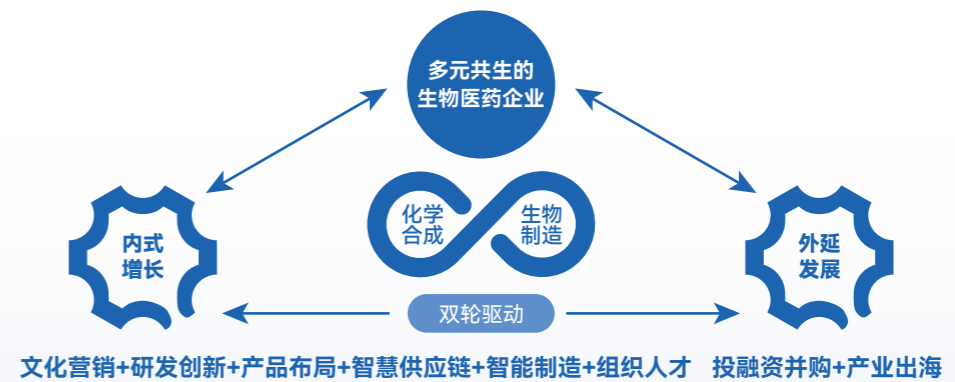 多元共生的
生物医药企业
化学
合成
生物
制造
内式
增长
外延
发展
双轮驱动
文化营销+研发创新+产品布局+智慧供应链+智能制造+组织人才
投融资并购+产业出海